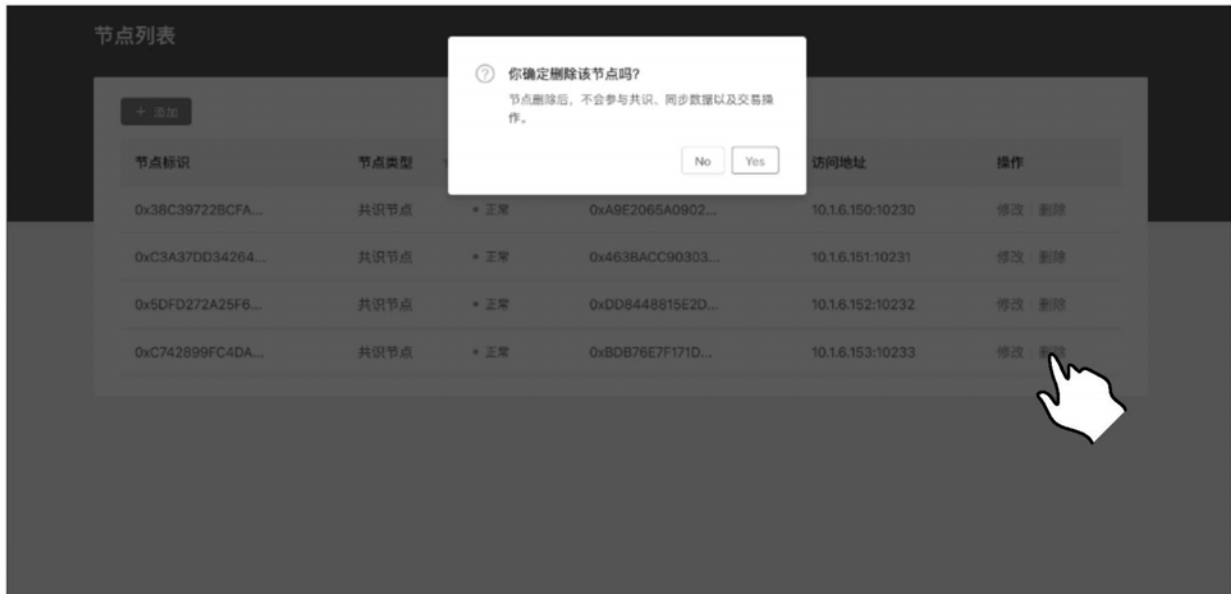 节点列表
你确定删除该节点吗?
节点删除后，不会参与共识、同步数据以及交易操
作。
No Yes
+ 添加
节点标识 节点类型 访问地址 操作
0x38C39722BCFA... 共识节点 正常 0xA9E2065A0902... 10.1.6.150:10230 修改 删除
0xC3A37DD34264... 共识节点 正常 0x463BACC90303... 10.1.6.151:10231 修改 删除
0x5DFD272A25F6... 共识节点 正常 0xDD8448815E2D... 10.1.6.152:10232 修改 删除
0xC742899FC4DA... 共识节点 正常 0xBDB76E7F171D... 10.1.6.153:10233 修改 删除